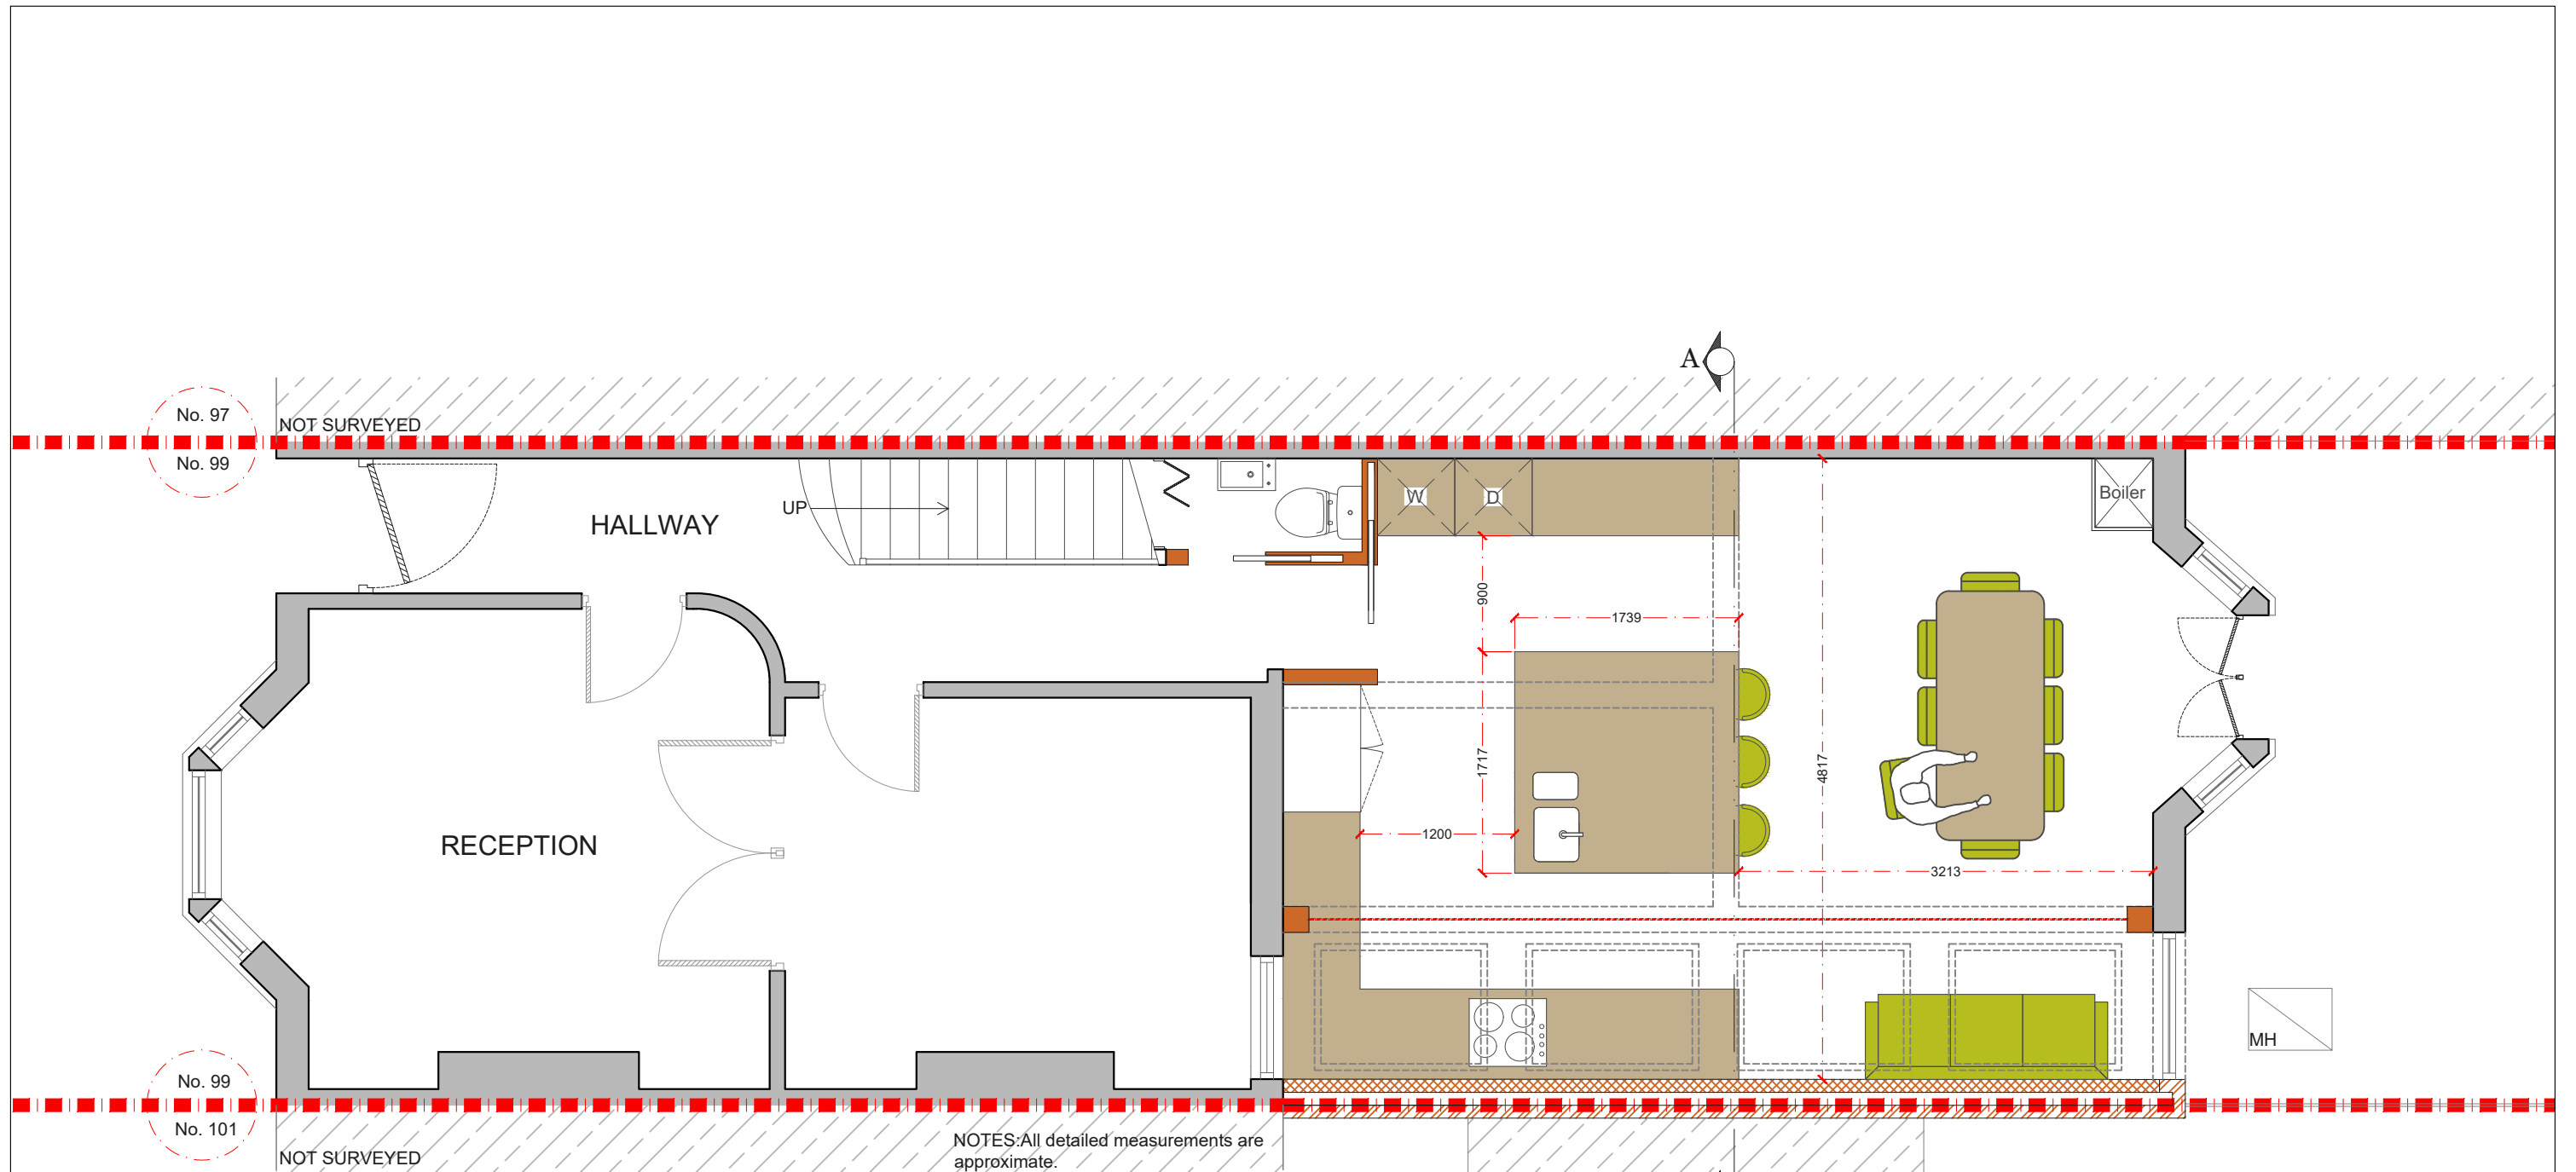 A
No. 97
NOT SURVEYED
No. 99
Boiler
W
D
UP
HALLWAY
900
1739
1717
4817
1200
RECEPTION
3213
MH
No. 99
No. 101
NOT SURVEYED
NOTES:All detailed measurements are
approximate.